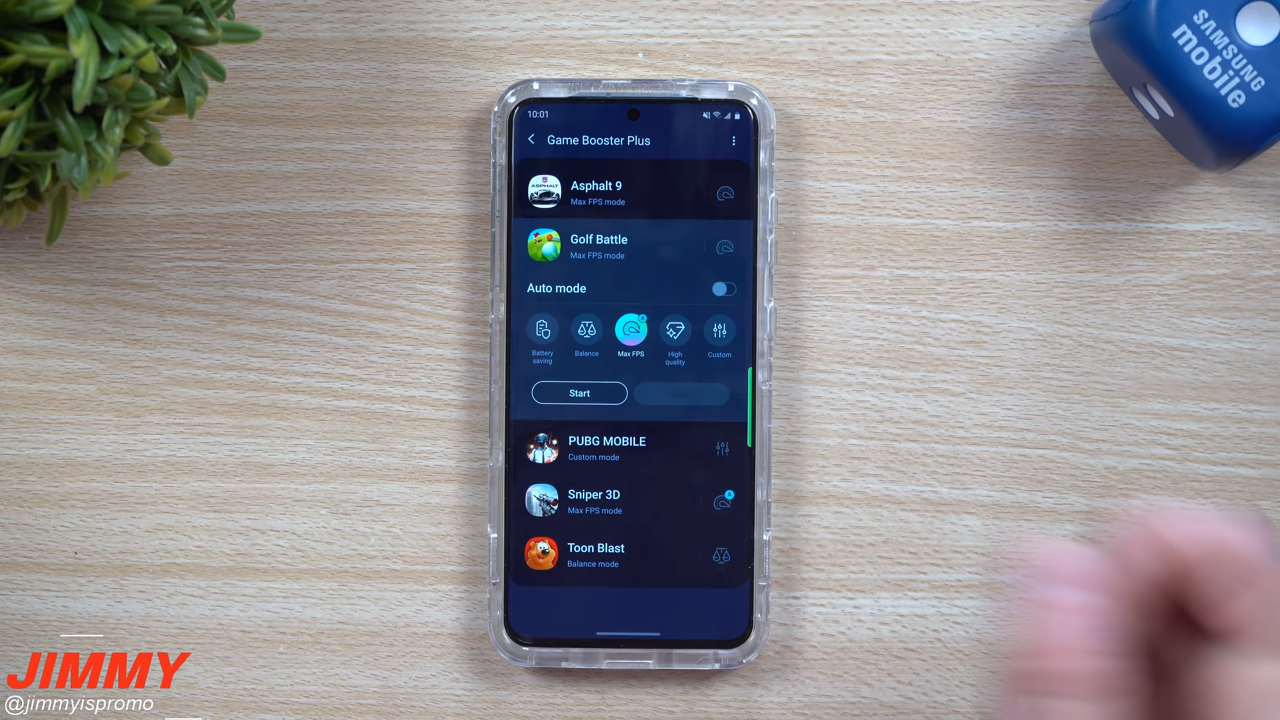 SAMSUNG
mobile
10:01
Game Booster Plus
Asphalt 9
Max FPS mode
Golf Battle
Max FPS mode
Auto mode
Battery
saving
Balance
Max FPS
High
quality
Custom
Start
PUBG MOBILE
Custom mode
Sniper 3D
Max FPS mode
Toon Blast
Balance mode
JIMMY
@jimmyispromo
ASPHALT
A
A